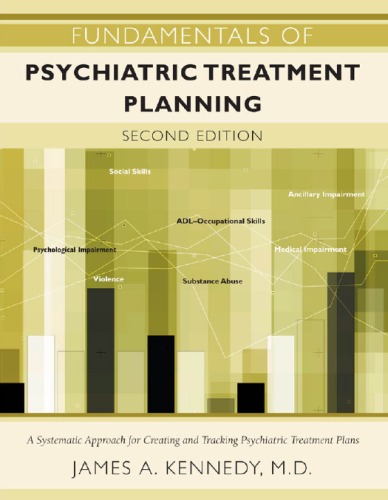 FUNDAMENTALS OF
PSYCHIATRIC TREATMENT
PLANNING
SECOND EDITION
Social Skills
Ancillary Impairment
ADL–Occupational Skills
Psychological Impairment
Medical Impairment
Violence
Substance Abuse
A Systematic Approach for Creating and Tracking Psychiatric Treatment Plans
JAMES A. KENNEDY, M.D.